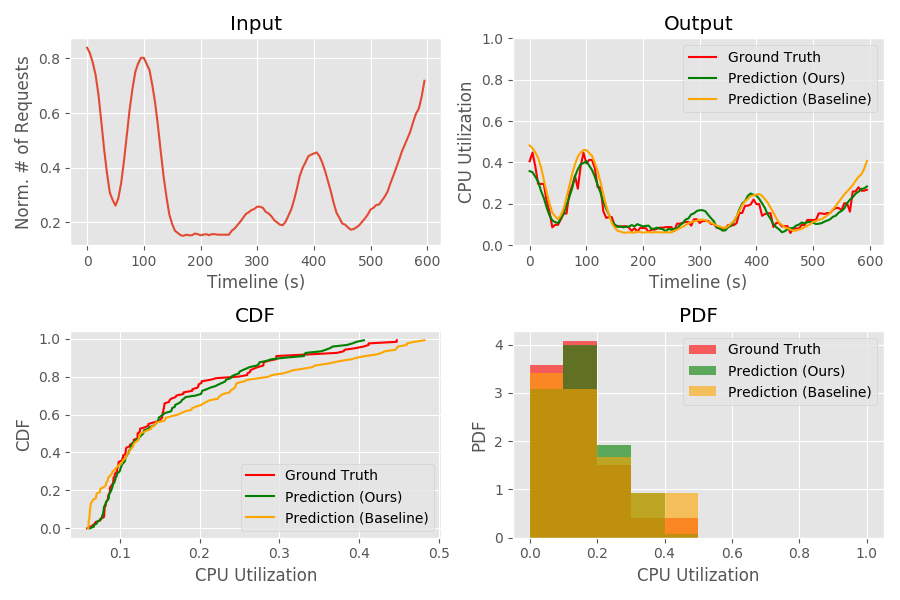 Input
Norm. # of Requests
0.8
0.6
0.4
0.2
0 100 200 300 400 500 600
Timeline (s)
Output
CPU Utilization
1.0
0.8
0.6
0.4
0.2
0.0
Ground Truth
Prediction (Ours)
Prediction (Baseline)
0 100 200 300 400 500 600
Timeline (s)
CDF
CDF
1.0
0.8
0.6
0.4
0.2
0.0
Ground Truth
Prediction (Ours)
Prediction (Baseline)
0.1 0.2 0.3 0.4 0.5
CPU Utilization
PDF
PDF
4
3
2
1
0
Ground Truth
Prediction (Ours)
Prediction (Baseline)
0.0 0.2 0.4 0.6 0.8 1.0
CPU Utilization